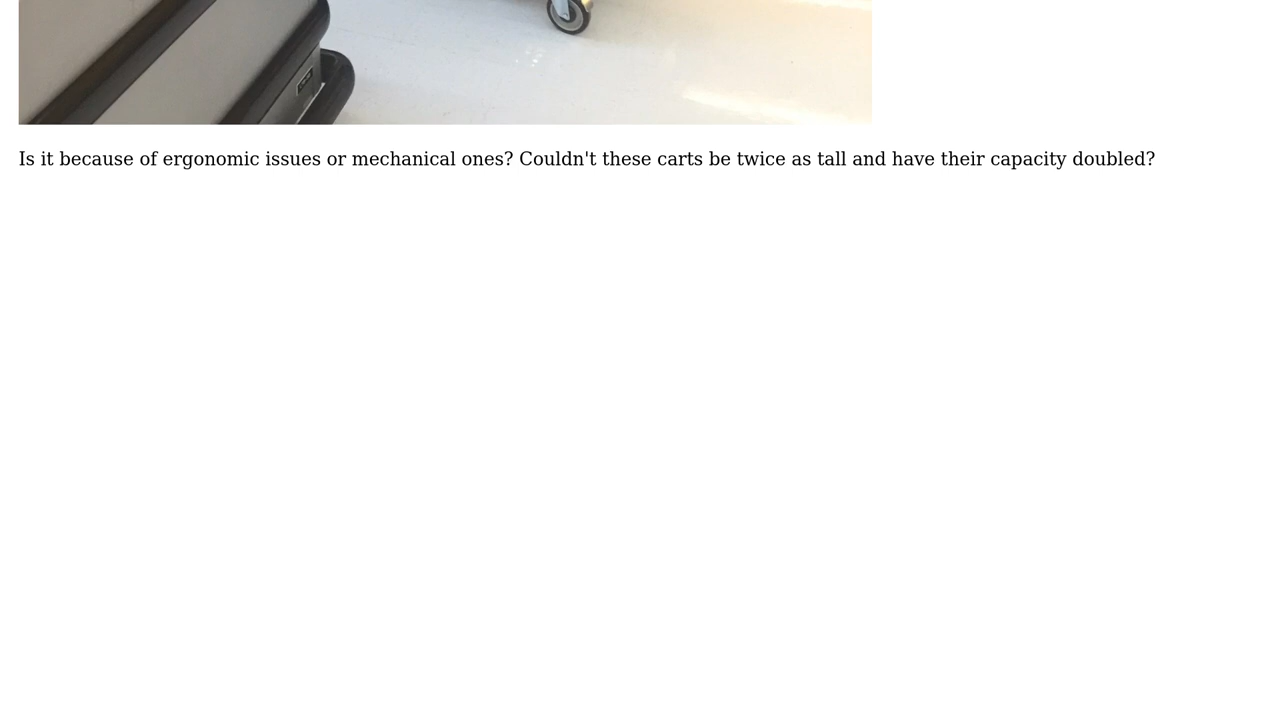 Is it because of ergonomic issues or mechanical ones? Couldn't these carts be twice as tall and have their capacity doubled?